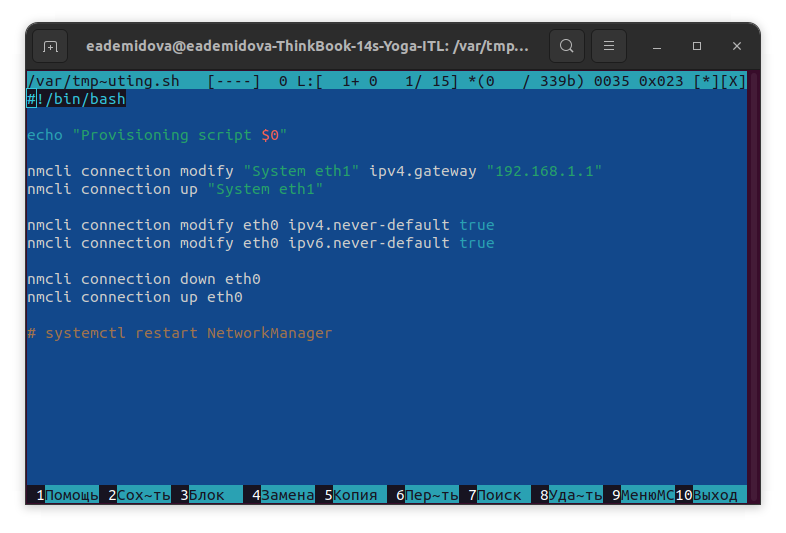 eademidova@eademidova-ThinkBook-14s-Yoga-ITL: /var/tmp…
/var/tmp~uting.sh   [----]  0 L:[  1+ 0   1/ 15] *(0   / 339b) 0035 0x023 [*][X]
#!/bin/bash
echo "Provisioning script $0"
nmcli connection modify "System eth1" ipv4.gateway "192.168.1.1"
nmcli connection up "System eth1"
nmcli connection modify eth0 ipv4.never-default true
nmcli connection modify eth0 ipv6.never-default true
nmcli connection down eth0
nmcli connection up eth0
# systemctl restart NetworkManager
1Помощь 2Сох~ть 3Блок 4Замена 5Копия 6Пер~ть 7Поиск 8Уда~ть 9МенюMC 10Выход